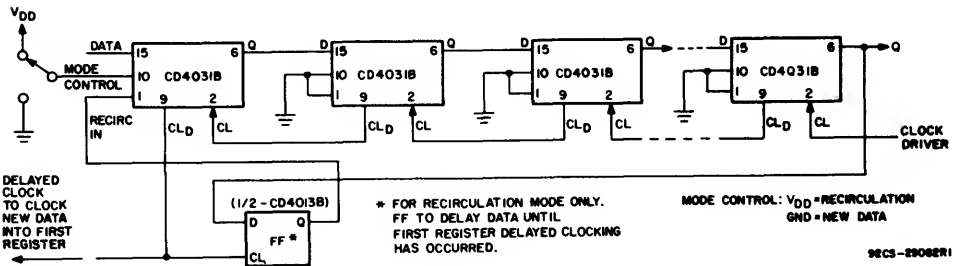 VDD
DATA
MODE
CONTROL
RECIRC
IN
15 6
10 CD4031B
1 9 2
Q D
CLD CL
15 6
10 CD4031B
1 9 2
Q D
CLD CL
15 6
10 CD4031B
1 9 2
Q D
CLD CL
15 6
10 CD4031B
1 9 2
Q
CLD CL
CLOCK
DRIVER
DELAYED
CLOCK
TO CLOCK
NEW DATA
INTO FIRST
REGISTER
(1/2-CD4013B)
D Q
FF*
CL
* FOR RECIRCULATION MODE ONLY.
FF TO DELAY DATA UNTIL
FIRST REGISTER DELAYED CLOCKING
HAS OCCURRED.
MODE CONTROL: VDD=RECIRCULATION
GND=NEW DATA
92CS-29082R1